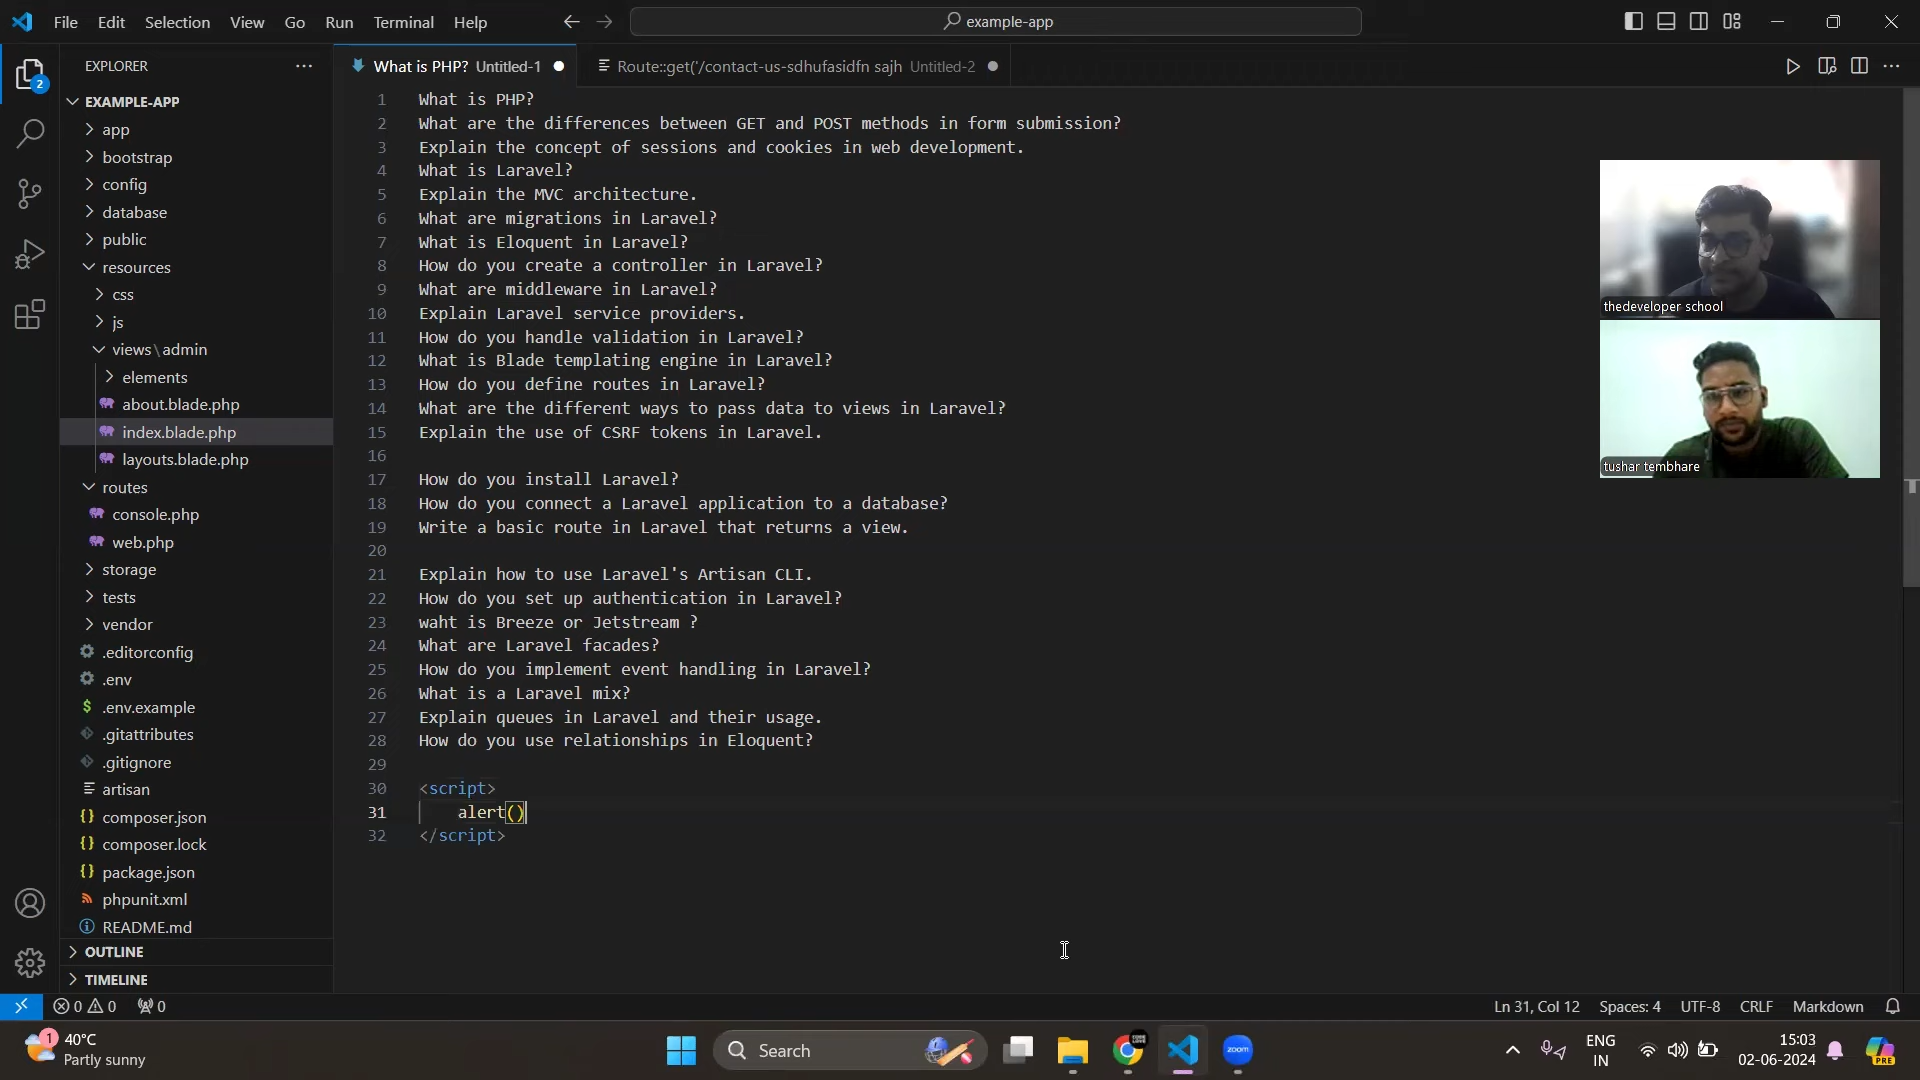 File Edit Selection View Go Run Terminal Help
example-app
EXPLORER
What is PHP? Untitled-1
Route::get('/contact-us-sdhufasidfn sajh Untitled-2
2
EXAMPLE-APP
app
bootstrap
config
database
public
resources
css
js
views\admin
elements
about.blade.php
index.blade.php
layouts.blade.php
routes
console.php
web.php
storage
tests
vendor
.editorconfig
.env
.env.example
.gitattributes
.gitignore
artisan
composer.json
composer.lock
package.json
phpunit.xml
README.md
OUTLINE
TIMELINE
1 What is PHP?
2 What are the differences between GET and POST methods in form submission?
3 Explain the concept of sessions and cookies in web development.
4 What is Laravel?
5 Explain the MVC architecture.
6 What are migrations in Laravel?
7 What is Eloquent in Laravel?
8 How do you create a controller in Laravel?
9 What are middleware in Laravel?
10 Explain Laravel service providers.
11 How do you handle validation in Laravel?
12 What is Blade templating engine in Laravel?
13 How do you define routes in Laravel?
14 What are the different ways to pass data to views in Laravel?
15 Explain the use of CSRF tokens in Laravel.
16
17 How do you install Laravel?
18 How do you connect a Laravel application to a database?
19 Write a basic route in Laravel that returns a view.
20
21 Explain how to use Laravel's Artisan CLI.
22 How do you set up authentication in Laravel?
23 waht is Breeze or Jetstream ?
24 What are Laravel facades?
25 How do you implement event handling in Laravel?
26 What is a Laravel mix?
27 Explain queues in Laravel and their usage.
28 How do you use relationships in Eloquent?
29
30 <script>
31 alert()
32 </script>
thedeveloper school
tushar tembhare
0 0 0
Ln 31, Col 12 Spaces: 4 UTF-8 CRLF Markdown
1
40°C
Partly sunny
Search
zoom
ENG
IN
15:03
02-06-2024
PRE